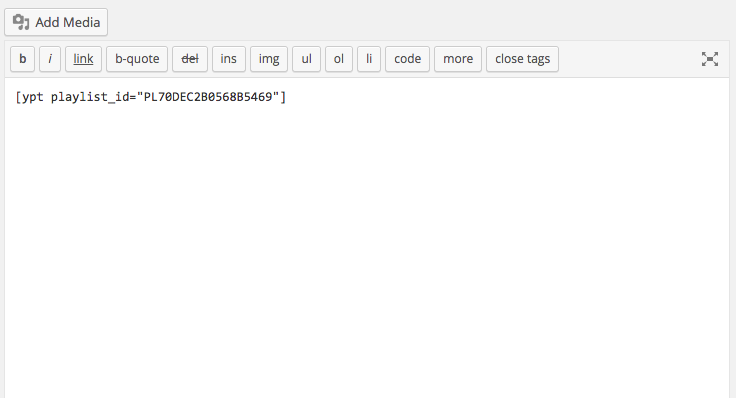 Add Media
b i link b-quote del ins img ul ol li code more close tags
[ypt playlist_id="PL70DEC2B0568B5469"]